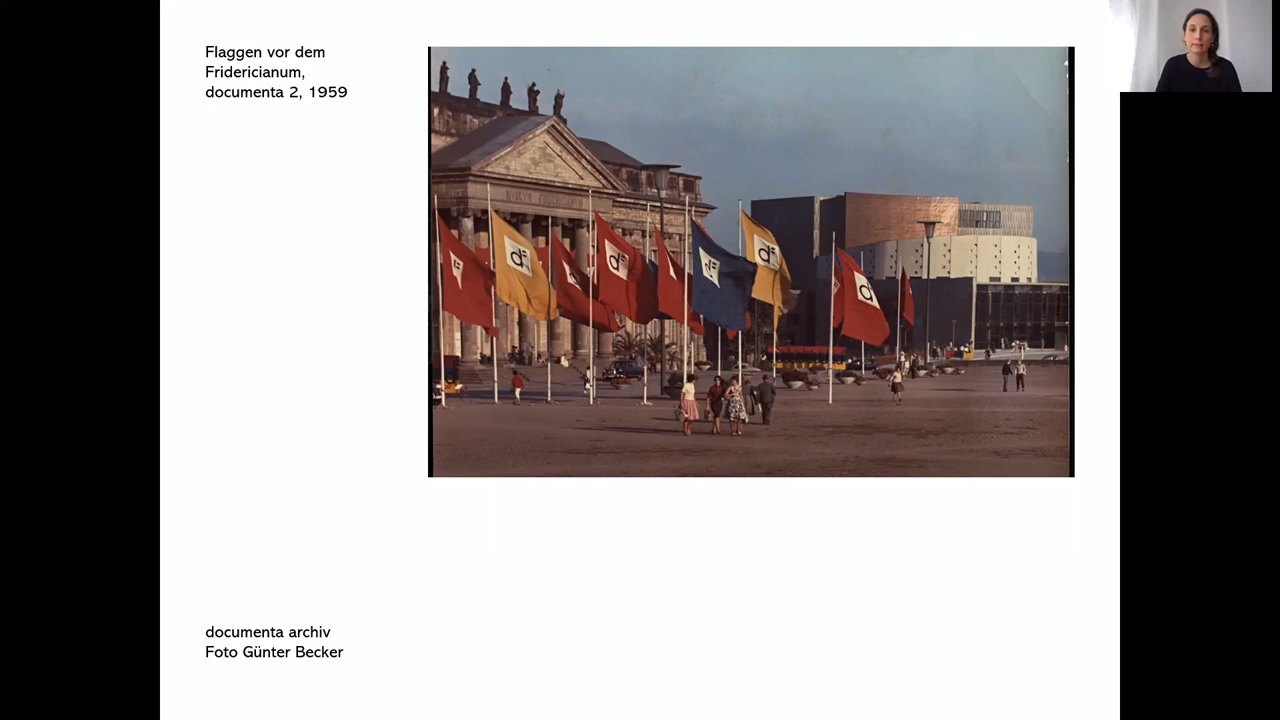 Flaggen vor dem
Fridericianum,
documenta 2, 1959
d
d
d
documenta archiv
Foto Günter Becker